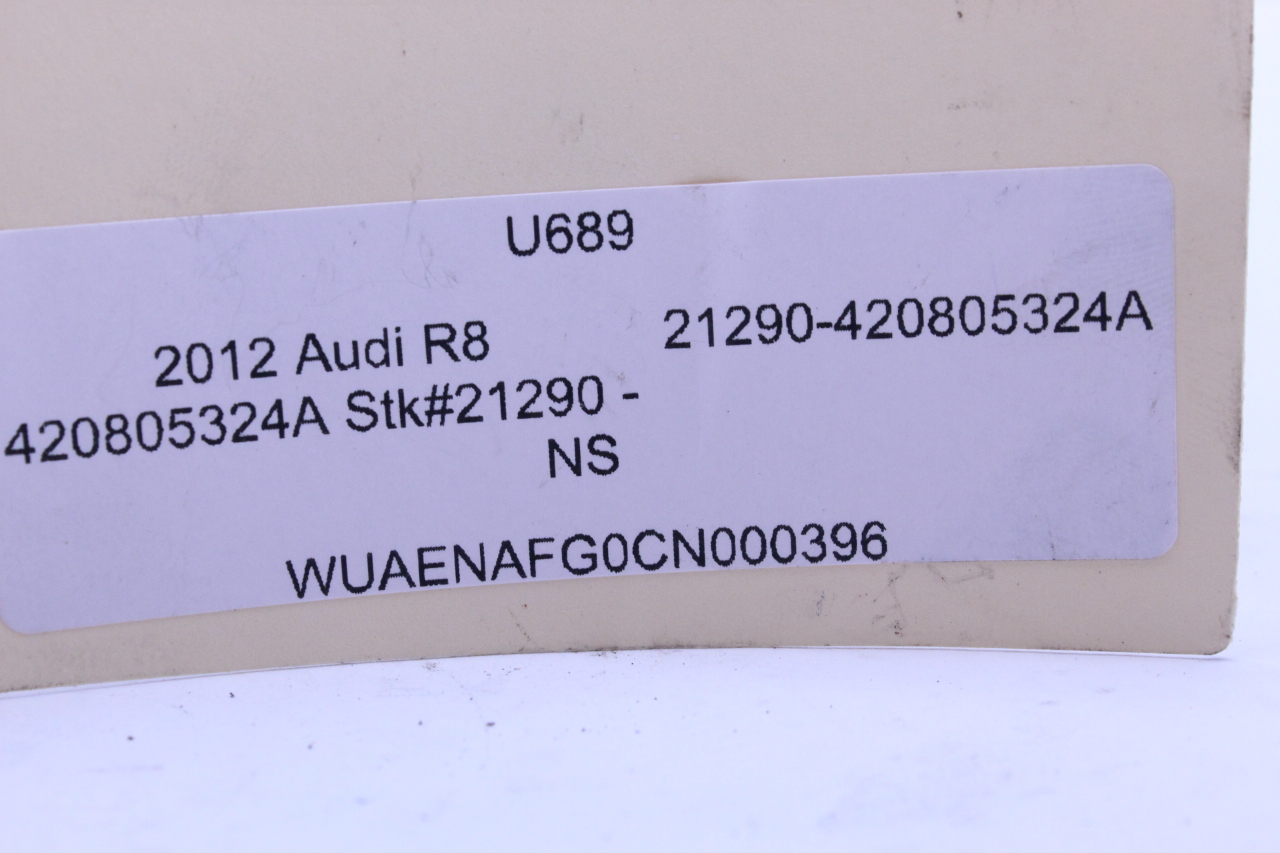 U689
2012 Audi R8
21290-420805324A
420805324A Stk#21290 -
NS
WUAENAFG0CN000396